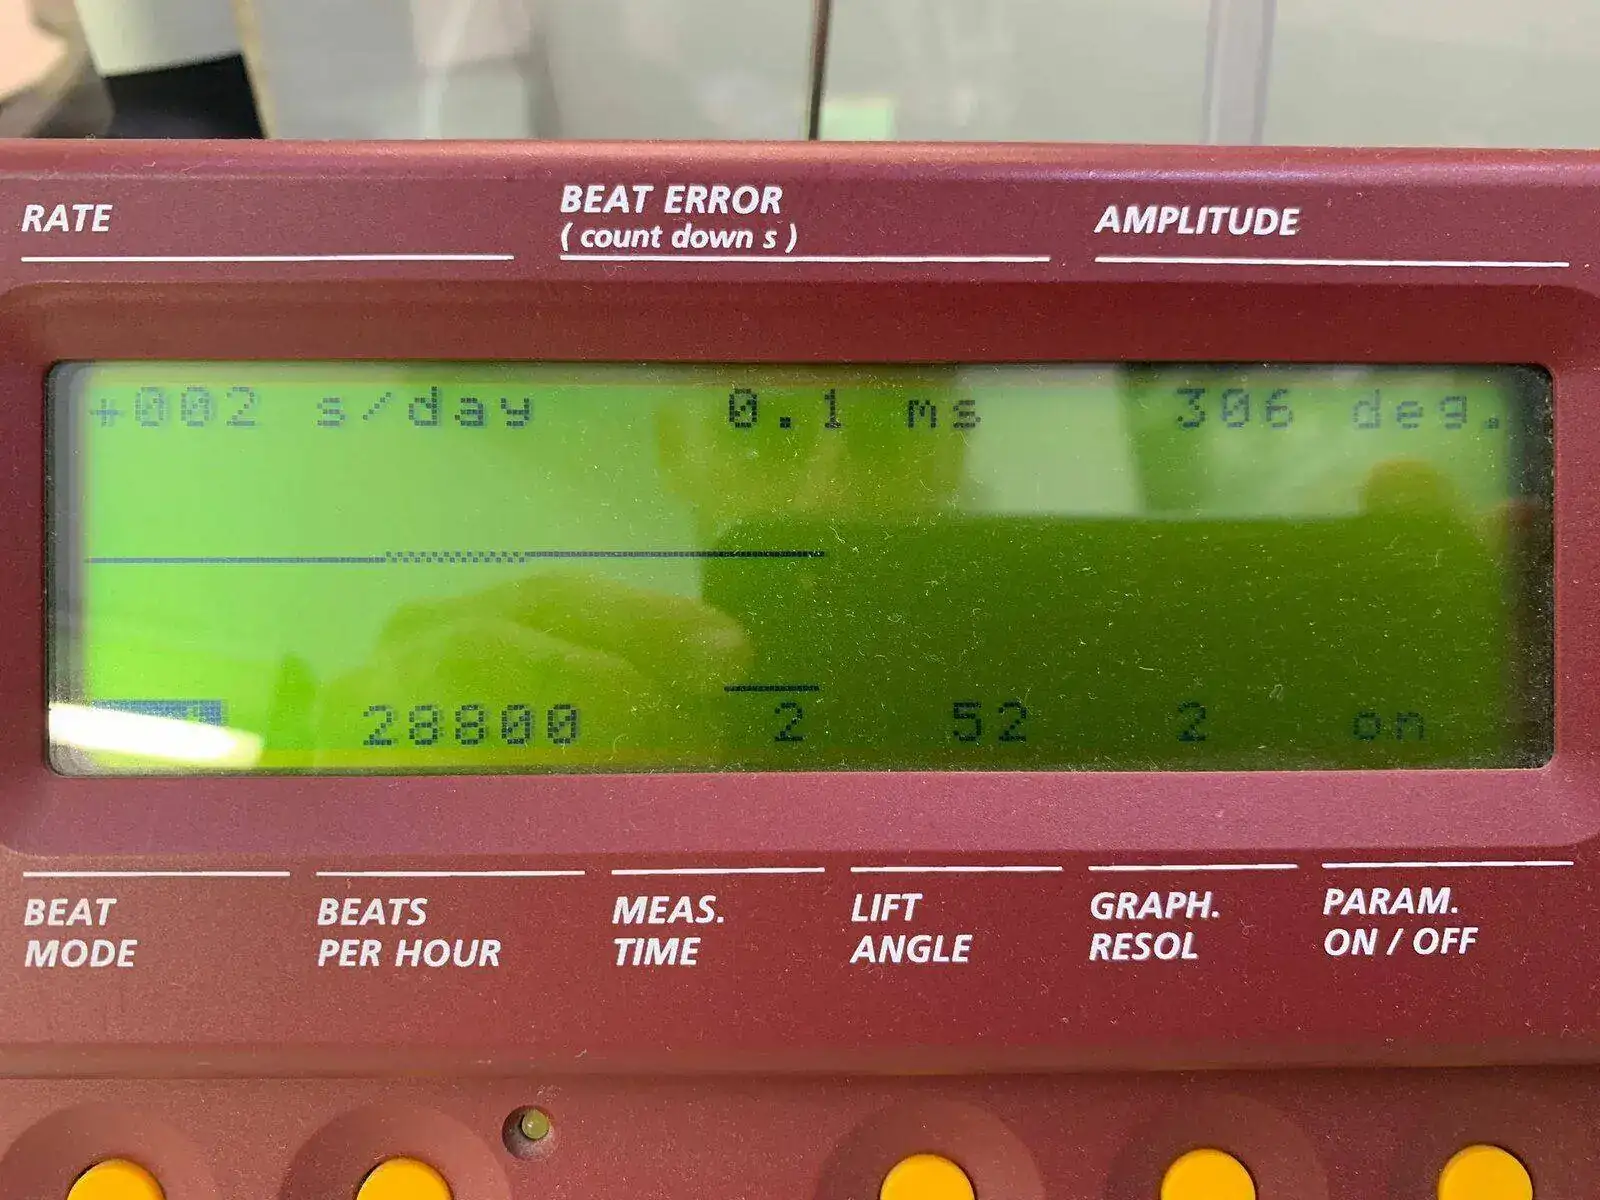 RATE
BEAT ERROR
( count down s )
AMPLITUDE
+002 s/day 0.1 ms 306 deg.
28800 2 52 2 on
BEAT
MODE
BEATS
PER HOUR
MEAS.
TIME
LIFT
ANGLE
GRAPH.
RESOL
PARAM.
ON / OFF